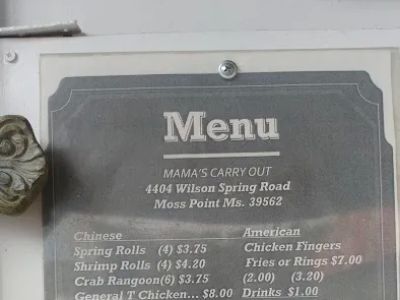 Menu
MAMA'S CARRY OUT
4404 Wilson Spring Road
Moss Point Ms. 39562
Chinese
Spring Rolls (4) $3.75
Shrimp Rolls (4) $4.20
Crab Rangoon(6) $3.75
General T Chicken... $8.00
American
Chicken Fingers
Fries or Rings $7.00
(2.00) (3.20)
Drinks $1.00